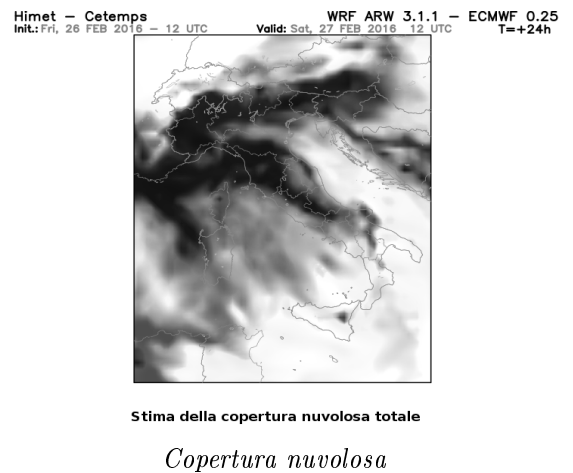 Himet – Cetemps WRF ARW 3.1.1 – ECMWF 0.25
Init.: Fri, 26 FEB 2016 – 12 UTC Valid: Sat, 27 FEB 2016 12 UTC T=+24h
Stima della copertura nuvolosa totale
Copertura nuvolosa